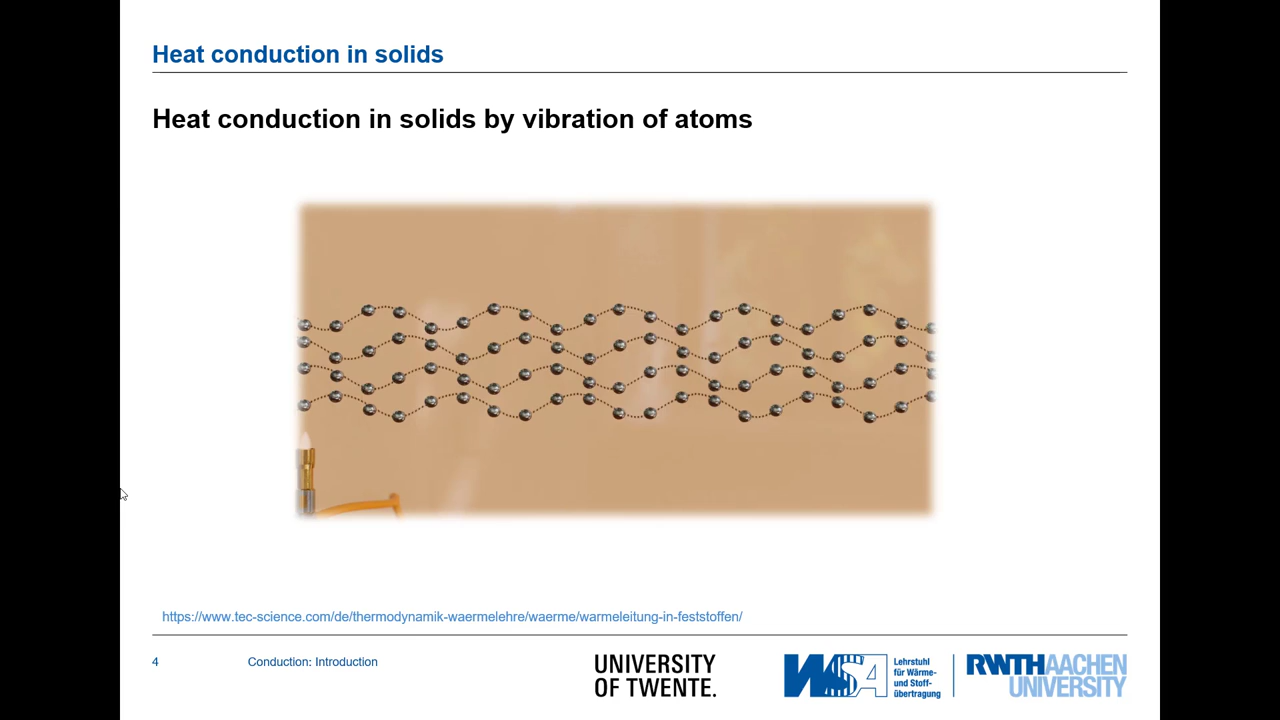 Heat conduction in solids
Heat conduction in solids by vibration of atoms
https://www.tec-science.com/de/thermodynamik-waermelehre/waerme/warmeleitung-in-feststoffen/
4
Conduction: Introduction
UNIVERSITY
OF TWENTE.
WSA
Lehrstuhl
für Wärme-
und Stoff-
übertragung
RWTHAACHEN
UNIVERSITY